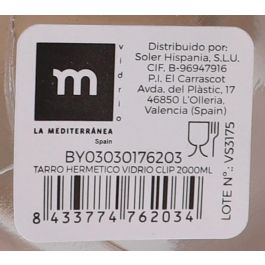 m
vidrio
LA MEDITERRÁNEA
Spain
Distribuido por:
Soler Hispania, S.L.U.
CIF. B-96947916
P.I. El Carrascot
Avda. del Plàstic, 17
46850 L'Olleria.
Valencia (Spain)
BY03030176203
TARRO HERMETICO VIDRIO CLIP 2000ML
8 433774 762034
LOTE Nº.: VS3175